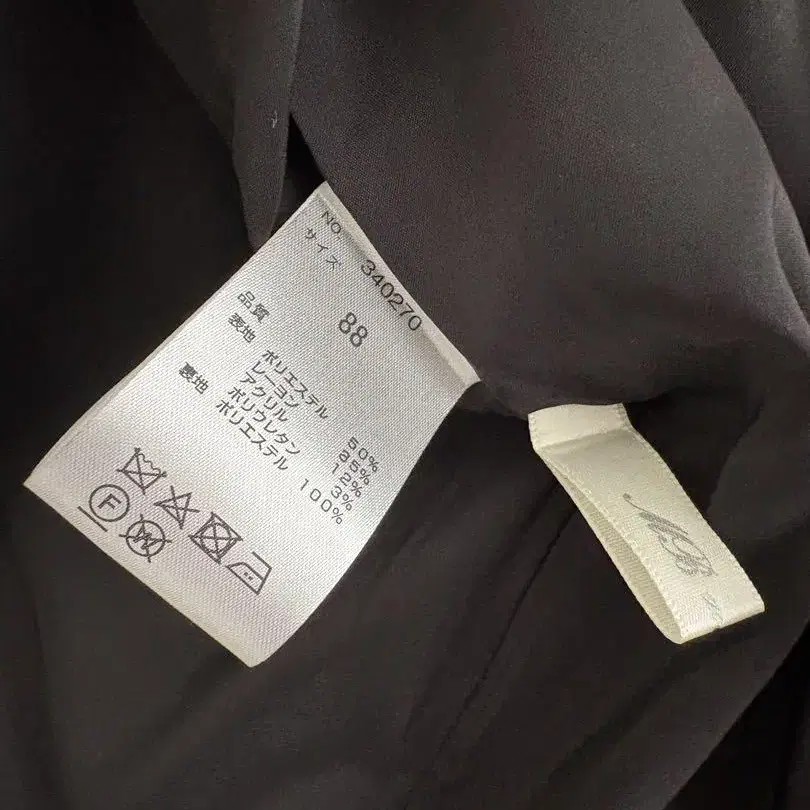 NO. 340270
サイズ 88
品質
表地 ポリエステル 50%
レーヨン 35%
アクリル 12%
ポリウレタン 3%
裏地 ポリエステル 100%
F
W